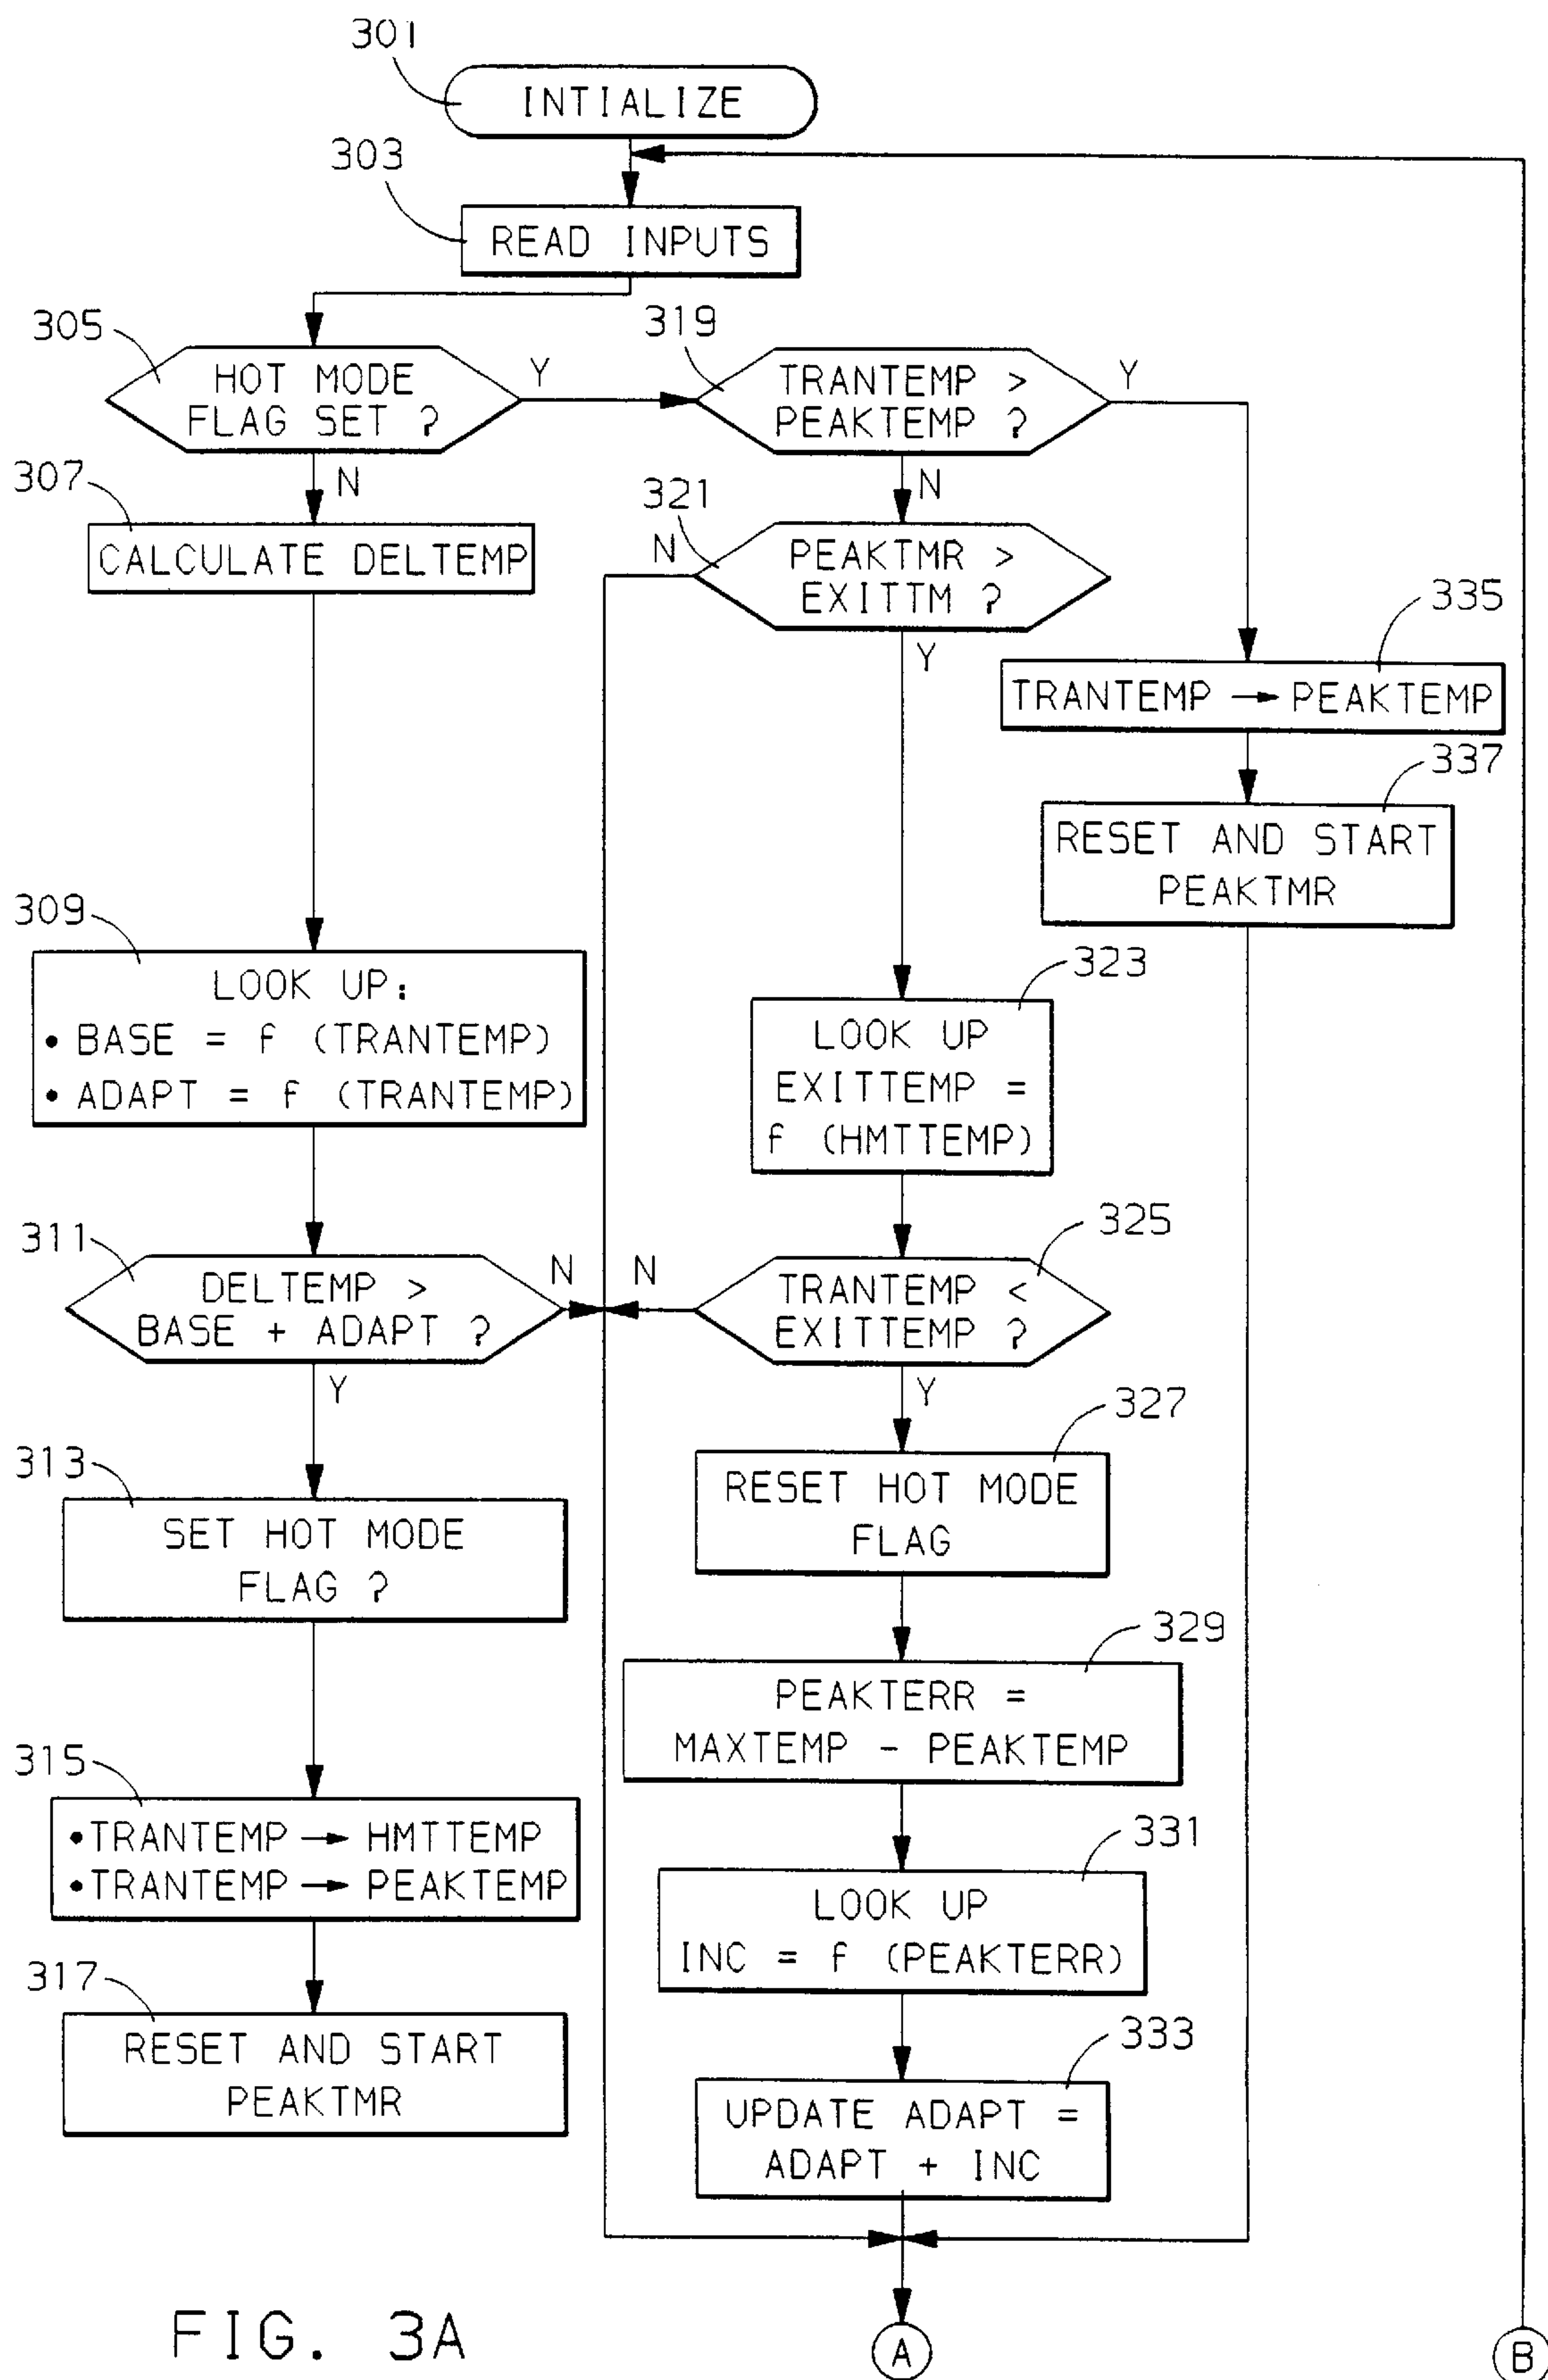 301
INTIALIZE
303
READ INPUTS
305
HOT MODE
FLAG SET ?
Y
N
319
TRANTEMP >
PEAKTEMP ?
Y
N
307
CALCULATE DELTEMP
321
N
PEAKTMR >
EXITTM ?
Y
335
TRANTEMP → PEAKTEMP
337
RESET AND START
PEAKTMR
309
LOOK UP:
• BASE = f (TRANTEMP)
• ADAPT = f (TRANTEMP)
323
LOOK UP
EXITTEMP =
f (HMTTEMP)
311
DELTEMP >
BASE + ADAPT ?
N
Y
325
N
TRANTEMP <
EXITTEMP ?
Y
313
SET HOT MODE
FLAG ?
327
RESET HOT MODE
FLAG
329
PEAKTERR =
MAXTEMP - PEAKTEMP
315
• TRANTEMP → HMTTEMP
• TRANTEMP → PEAKTEMP
331
LOOK UP
INC = f (PEAKTERR)
317
RESET AND START
PEAKTMR
333
UPDATE ADAPT =
ADAPT + INC
FIG. 3A
A
B